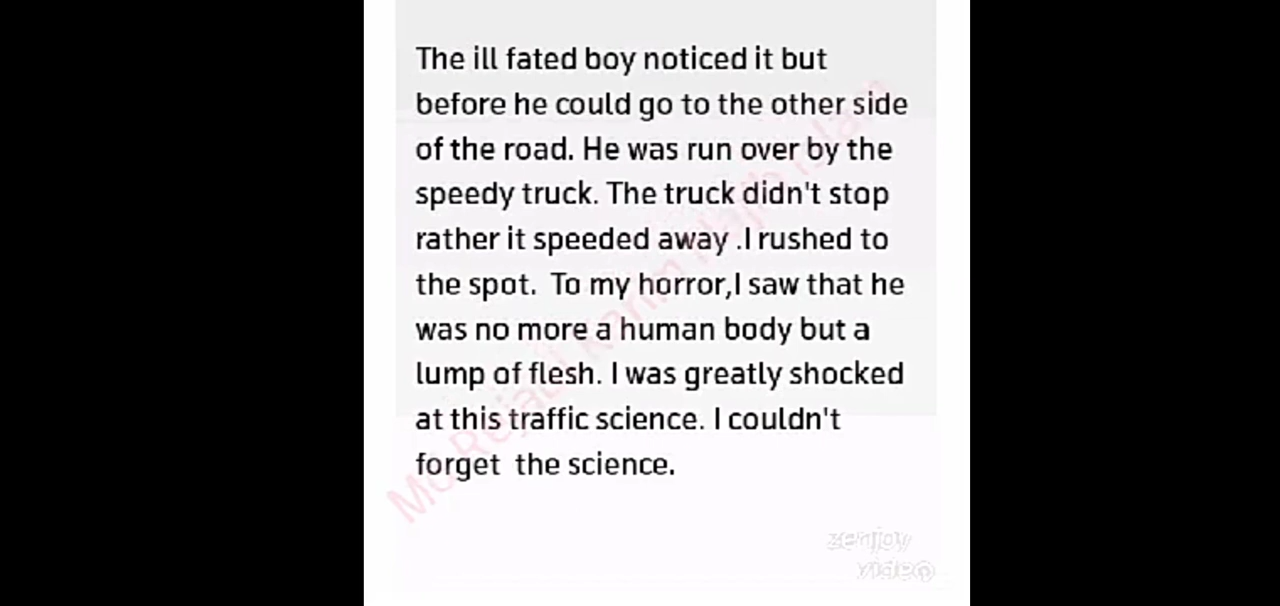 The ill fated boy noticed it but
before he could go to the other side
of the road. He was run over by the
speedy truck. The truck didn't stop
rather it speeded away .I rushed to
the spot.  To my horror,I saw that he
was no more a human body but a
lump of flesh. I was greatly shocked
at this traffic science. I couldn't
forget  the science.
zenjoy
video